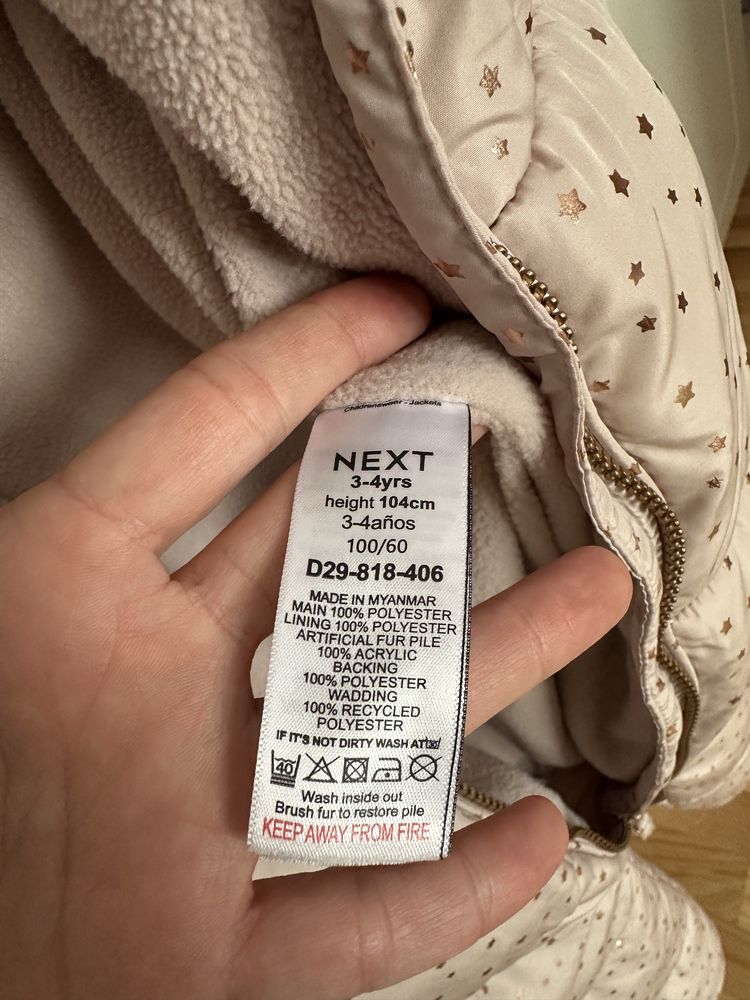 Childrenswear - Jackets
NEXT
3-4yrs
height 104cm
3-4años
100/60
D29-818-406
MADE IN MYANMAR
MAIN 100% POLYESTER
LINING 100% POLYESTER
ARTIFICIAL FUR PILE
100% ACRYLIC
BACKING
100% POLYESTER
WADDING
100% RECYCLED
POLYESTER
IF IT'S NOT DIRTY WASH AT
40
Wash inside out
Brush fur to restore pile
KEEP AWAY FROM FIRE